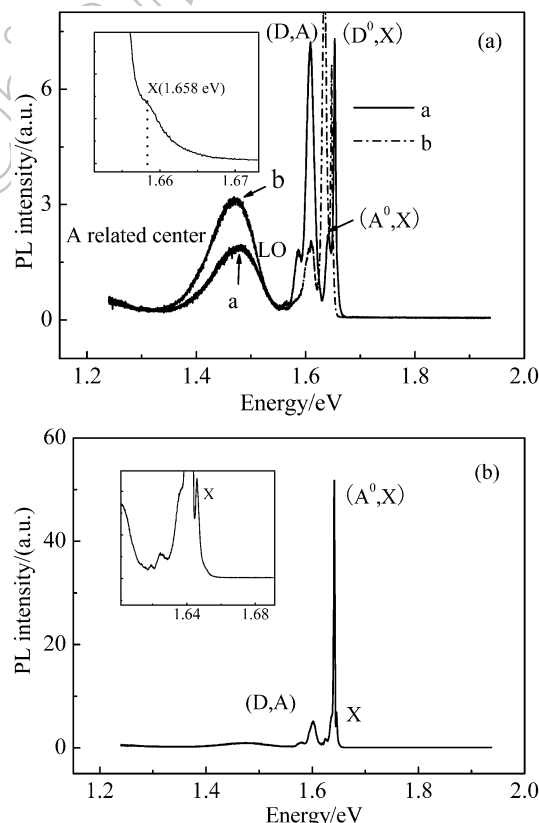 (D,A) (D⁰,X) (a)
7
X(1.658 eV)
1.66 1.67
a
b
PL intensity/(a.u.)
b
3
(A⁰,X)
A related center
LO
a
0
1.2 1.4 1.6 1.8 2.0
Energy/eV
60
(b)
50
X
(A⁰,X)
40
1.64 1.68
PL intensity/(a.u.)
20
(D,A)
X
0
1.2 1.4 1.6 1.8 2.0
Energy/eV